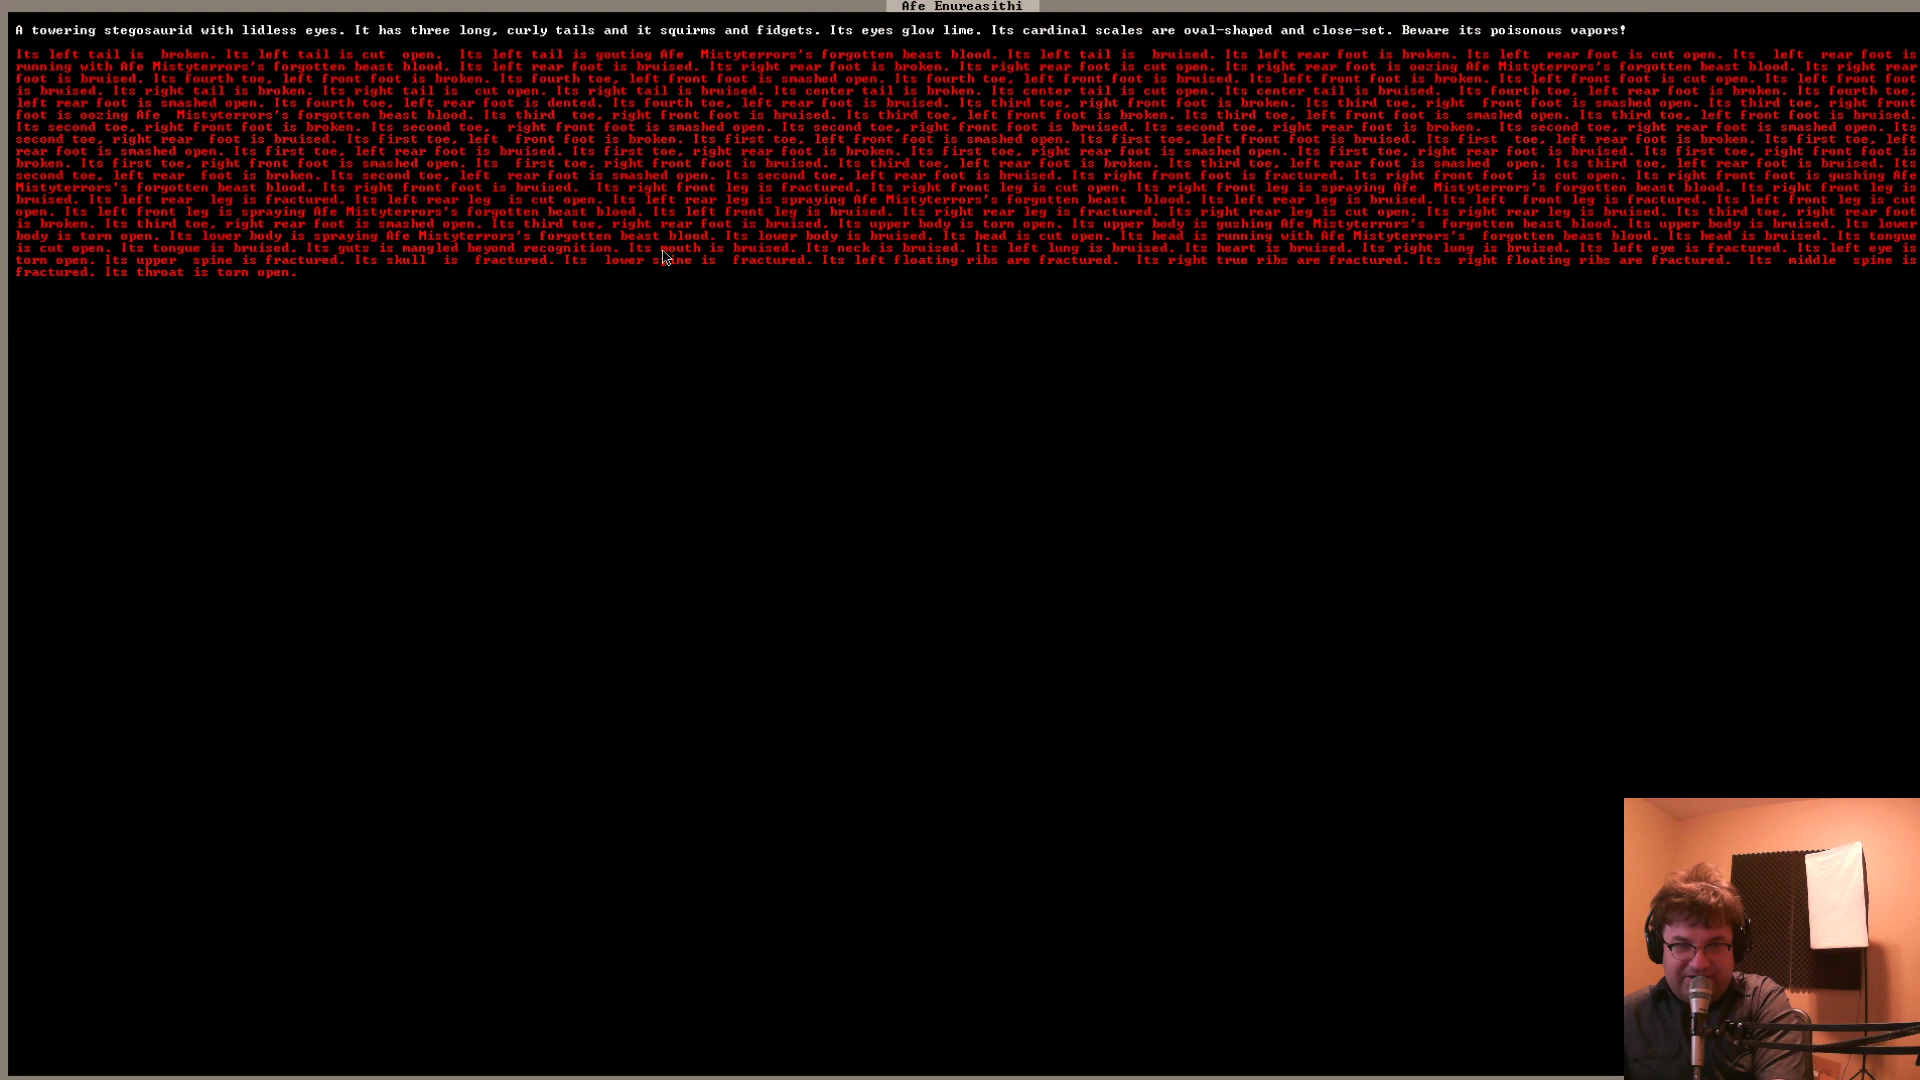 Afe Enureasithi
A towering stegosaurid with lidless eyes. It has three long, curly tails and it squirms and fidgets. Its eyes glow lime. Its cardinal scales are oval-shaped and close-set. Beware its poisonous vapors!
Its left tail is broken. Its left tail is cut open. Its left tail is gouting Afe Mistyterrors's forgotten beast blood. Its left tail is bruised. Its left rear foot is broken. Its left rear foot is cut open. Its left rear foot is
running with Afe Mistyterrors's forgotten beast blood. Its left rear foot is bruised. Its right rear foot is broken. Its right rear foot is cut open. Its right rear foot is oozing Afe Mistyterrors's forgotten beast blood. Its right rear
foot is bruised. Its fourth toe, left front foot is broken. Its fourth toe, left front foot is smashed open. Its fourth toe, left front foot is bruised. Its left front foot is broken. Its left front foot is cut open. Its left front foot
is bruised. Its right tail is broken. Its right tail is cut open. Its right tail is bruised. Its center tail is broken. Its center tail is cut open. Its center tail is bruised. Its fourth toe, left rear foot is broken. Its fourth toe,
left rear foot is smashed open. Its fourth toe, left rear foot is dented. Its fourth toe, left rear foot is bruised. Its third toe, right front foot is broken. Its third toe, right front foot is smashed open. Its third toe, right front
foot is oozing Afe Mistyterrors's forgotten beast blood. Its third toe, right front foot is bruised. Its third toe, left front foot is broken. Its third toe, left front foot is smashed open. Its third toe, left front foot is bruised.
Its second toe, right front foot is broken. Its second toe, right front foot is smashed open. Its second toe, right front foot is bruised. Its second toe, right rear foot is broken. Its second toe, right rear foot is smashed open. Its
second toe, right rear foot is bruised. Its first toe, left front foot is broken. Its first toe, left front foot is smashed open. Its first toe, left front foot is bruised. Its first toe, left rear foot is broken. Its first toe, left
rear foot is smashed open. Its first toe, left rear foot is bruised. Its first toe, right rear foot is broken. Its first toe, right rear foot is smashed open. Its first toe, right rear foot is bruised. Its first toe, right front foot is
broken. Its first toe, right front foot is smashed open. Its first toe, right front foot is bruised. Its third toe, left rear foot is broken. Its third toe, left rear foot is smashed open. Its third toe, left rear foot is bruised. Its
second toe, left rear foot is broken. Its second toe, left rear foot is smashed open. Its second toe, left rear foot is bruised. Its right front foot is fractured. Its right front foot is cut open. Its right front foot is gushing Afe
Mistyterrors's forgotten beast blood. Its right front foot is bruised. Its right front leg is fractured. Its right front leg is cut open. Its right front leg is spraying Afe Mistyterrors's forgotten beast blood. Its right front leg is
bruised. Its left rear leg is fractured. Its left rear leg is cut open. Its left rear leg is spraying Afe Mistyterrors's forgotten beast blood. Its left rear leg is bruised. Its left front leg is fractured. Its left front leg is cut
open. Its left front leg is spraying Afe Mistyterrors's forgotten beast blood. Its left front leg is bruised. Its right rear leg is fractured. Its right rear leg is cut open. Its right rear leg is bruised. Its third toe, right rear foot
is broken. Its third toe, right rear foot is smashed open. Its third toe, right rear foot is bruised. Its upper body is torn open. Its upper body is gushing Afe Mistyterrors's forgotten beast blood. Its upper body is bruised. Its lower
body is torn open. Its lower body is spraying Afe Mistyterrors's forgotten beast blood. Its lower body is bruised. Its head is cut open. Its head is running with Afe Mistyterrors's forgotten beast blood. Its head is bruised. Its tongue
is cut open. Its tongue is bruised. Its guts is mangled beyond recognition. Its mouth is bruised. Its neck is bruised. Its left lung is bruised. Its heart is bruised. Its right lung is bruised. Its left eye is fractured. Its left eye is
torn open. Its upper spine is fractured. Its skull is fractured. Its lower spine is fractured. Its left floating ribs are fractured. Its right true ribs are fractured. Its right floating ribs are fractured. Its middle spine is
fractured. Its throat is torn open.